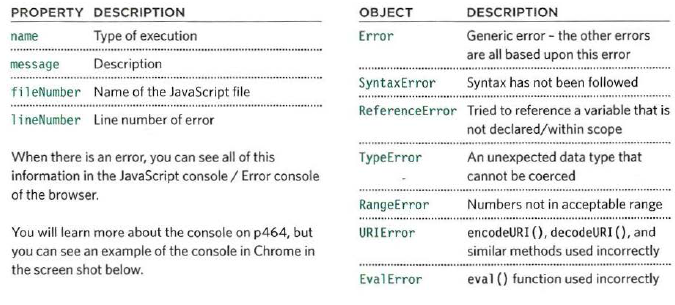 PROPERTY DESCRIPTION
name Type of execution
message Description
fileNumber Name of the JavaScript file
lineNumber Line number of error
When there is an error, you can see all of this
information in the JavaScript console / Error console
of the browser.
You will learn more about the console on p464, but
you can see an example of the console in Chrome in
the screen shot below.
OBJECT DESCRIPTION
Error Generic error – the other errors
are all based upon this error
SyntaxError Syntax has not been followed
ReferenceError Tried to reference a variable that is
not declared/within scope
TypeError An unexpected data type that
cannot be coerced
RangeError Numbers not in acceptable range
URIError encodeURI(), decodeURI(), and
similar methods used incorrectly
EvalError eval() function used incorrectly